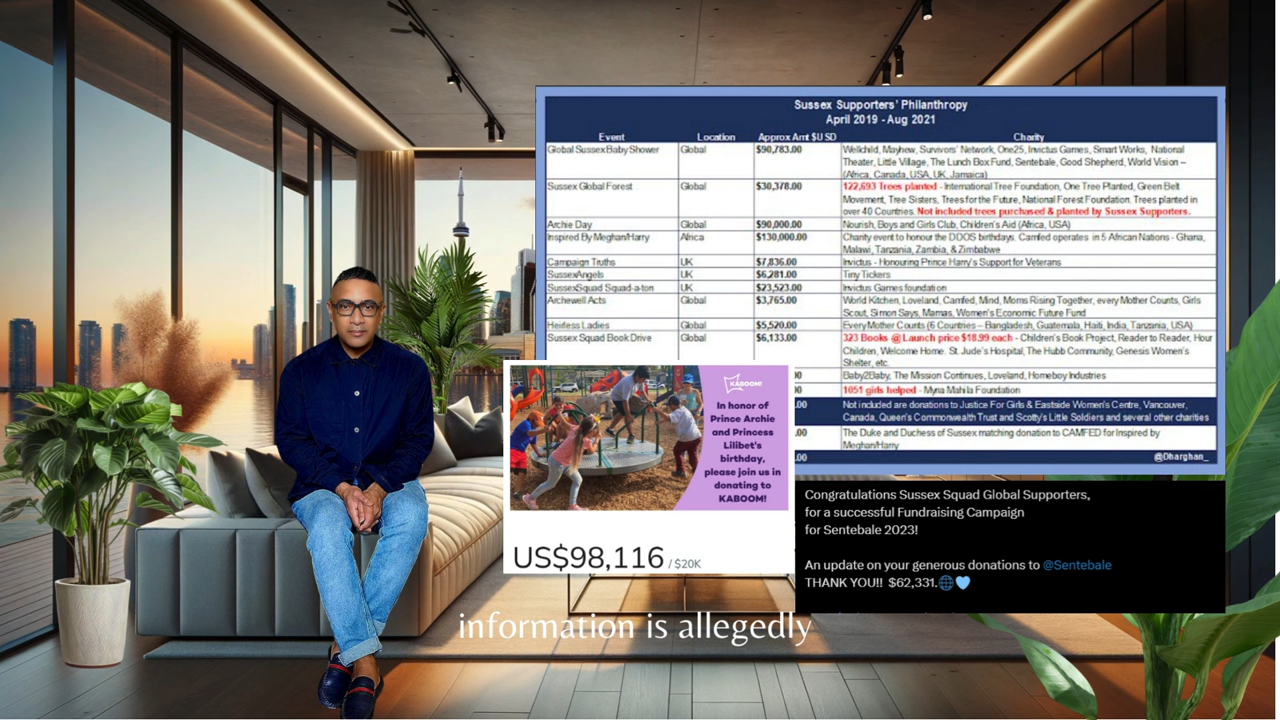 Sussex Supporters' Philanthropy
April 2019 - Aug 2021
Event Location Approx Amt $USD Charity
Global Sussex Baby Shower Global $90,783.00 Wellchild, Mayhew, Survivors' Network, One25, Invictus Games, Smart Works, National
Theater, Little Village, The Lunch Box Fund, Sentebale, Good Shepherd, World Vision –
(Africa, Canada, USA, UK, Jamaica)
Sussex Global Forest Global $30,378.00 122,693 Trees planted - International Tree Foundation, One Tree Planted, Green Belt
Movement, Tree Sisters, Trees for the Future, National Forest Foundation. Trees planted in
over 40 Countries. Not included trees purchased & planted by Sussex Supporters.
Archie Day Global $90,000.00 Nourish, Boys and Girls Club, Children's Aid (Africa, USA)
Inspired By Meghan/Harry Africa $130,000.00 Charity event to honour the DDOS birthdays. Camfed operates in 5 African Nations - Ghana,
Malawi, Tanzania, Zambia, & Zimbabwe
Campaign Truths UK $7,836.00 Invictus - Honouring Prince Harry's Support for Veterans
SussexAngels UK $6,281.00 Tiny Tickers
SussexSquad Squad-a-ton UK $23,523.00 Invictus Games foundation
Archewell Acts Global $3,765.00 World Kitchen, Loveland, Camfed, Mind, Moms Rising Together, every Mother Counts, Girls
Scout, Simon Says, Mamas, Women's Economic Future Fund
Heirless Ladies Global $5,520.00 Every Mother Counts (6 Countries – Bangladesh, Guatemala, Haiti, India, Tanzania, USA)
Sussex Squad Book Drive Global $6,133.00 323 Books @ Launch price $18.99 each - Children's Book Project, Reader to Reader, Hour
Children, Welcome Home. St. Jude's Hospital, The Hubb Community, Genesis Women's
Shelter, etc.
Baby2Baby, The Mission Continues, Loveland, Homeboy Industries
1051 girls helped - Myna Mahila Foundation
.00 Not included are donations to Justice For Girls & Eastside Women's Centre, Vancouver,
Canada, Queen's Commonwealth Trust and Scotty's Little Soldiers and several other charities
.00 The Duke and Duchess of Sussex matching donation to CAMFED for Inspired by
Meghan/Harry
.00 @Dharghan_
KABOOM!
In honor of
Prince Archie
and Princess
Lilibet's
birthday,
please join us in
donating to
KABOOM!
US$98,116 / $20K
Congratulations Sussex Squad Global Supporters,
for a successful Fundraising Campaign
for Sentebale 2023!
An update on your generous donations to @Sentebale
THANK YOU!! $62,331.🌐💙
information is allegedly